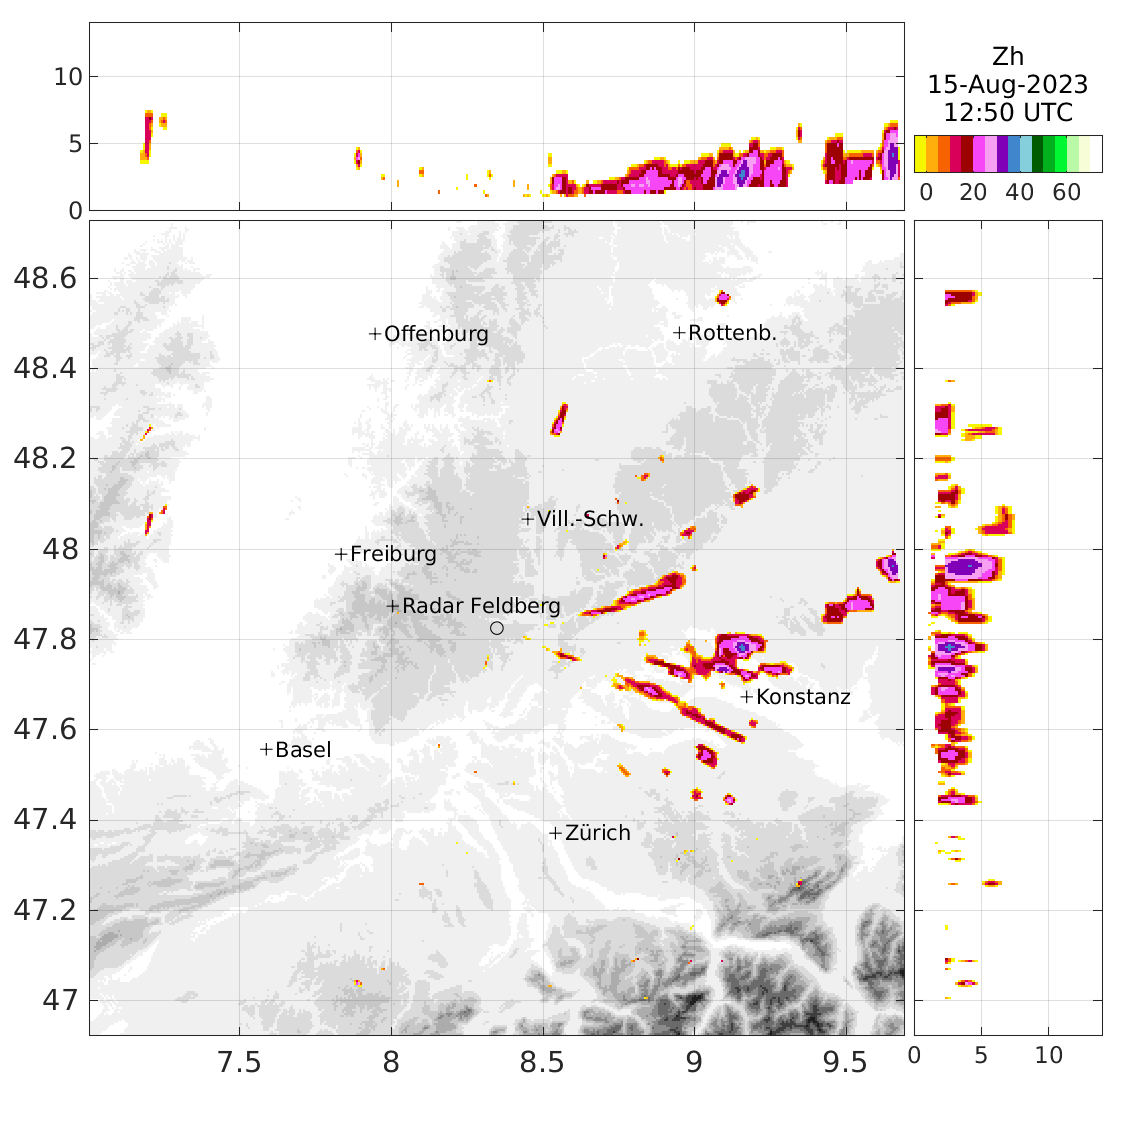 10
5
0
Zh
15-Aug-2023
12:50 UTC
0 20 40 60
48.6
48.4
48.2
48
47.8
47.6
47.4
47.2
47
+Offenburg
+Rottenb.
+Vill.-Schw.
+Freiburg
+Radar Feldberg
+Konstanz
+Basel
+Zürich
7.5 8 8.5 9 9.5
0 5 10